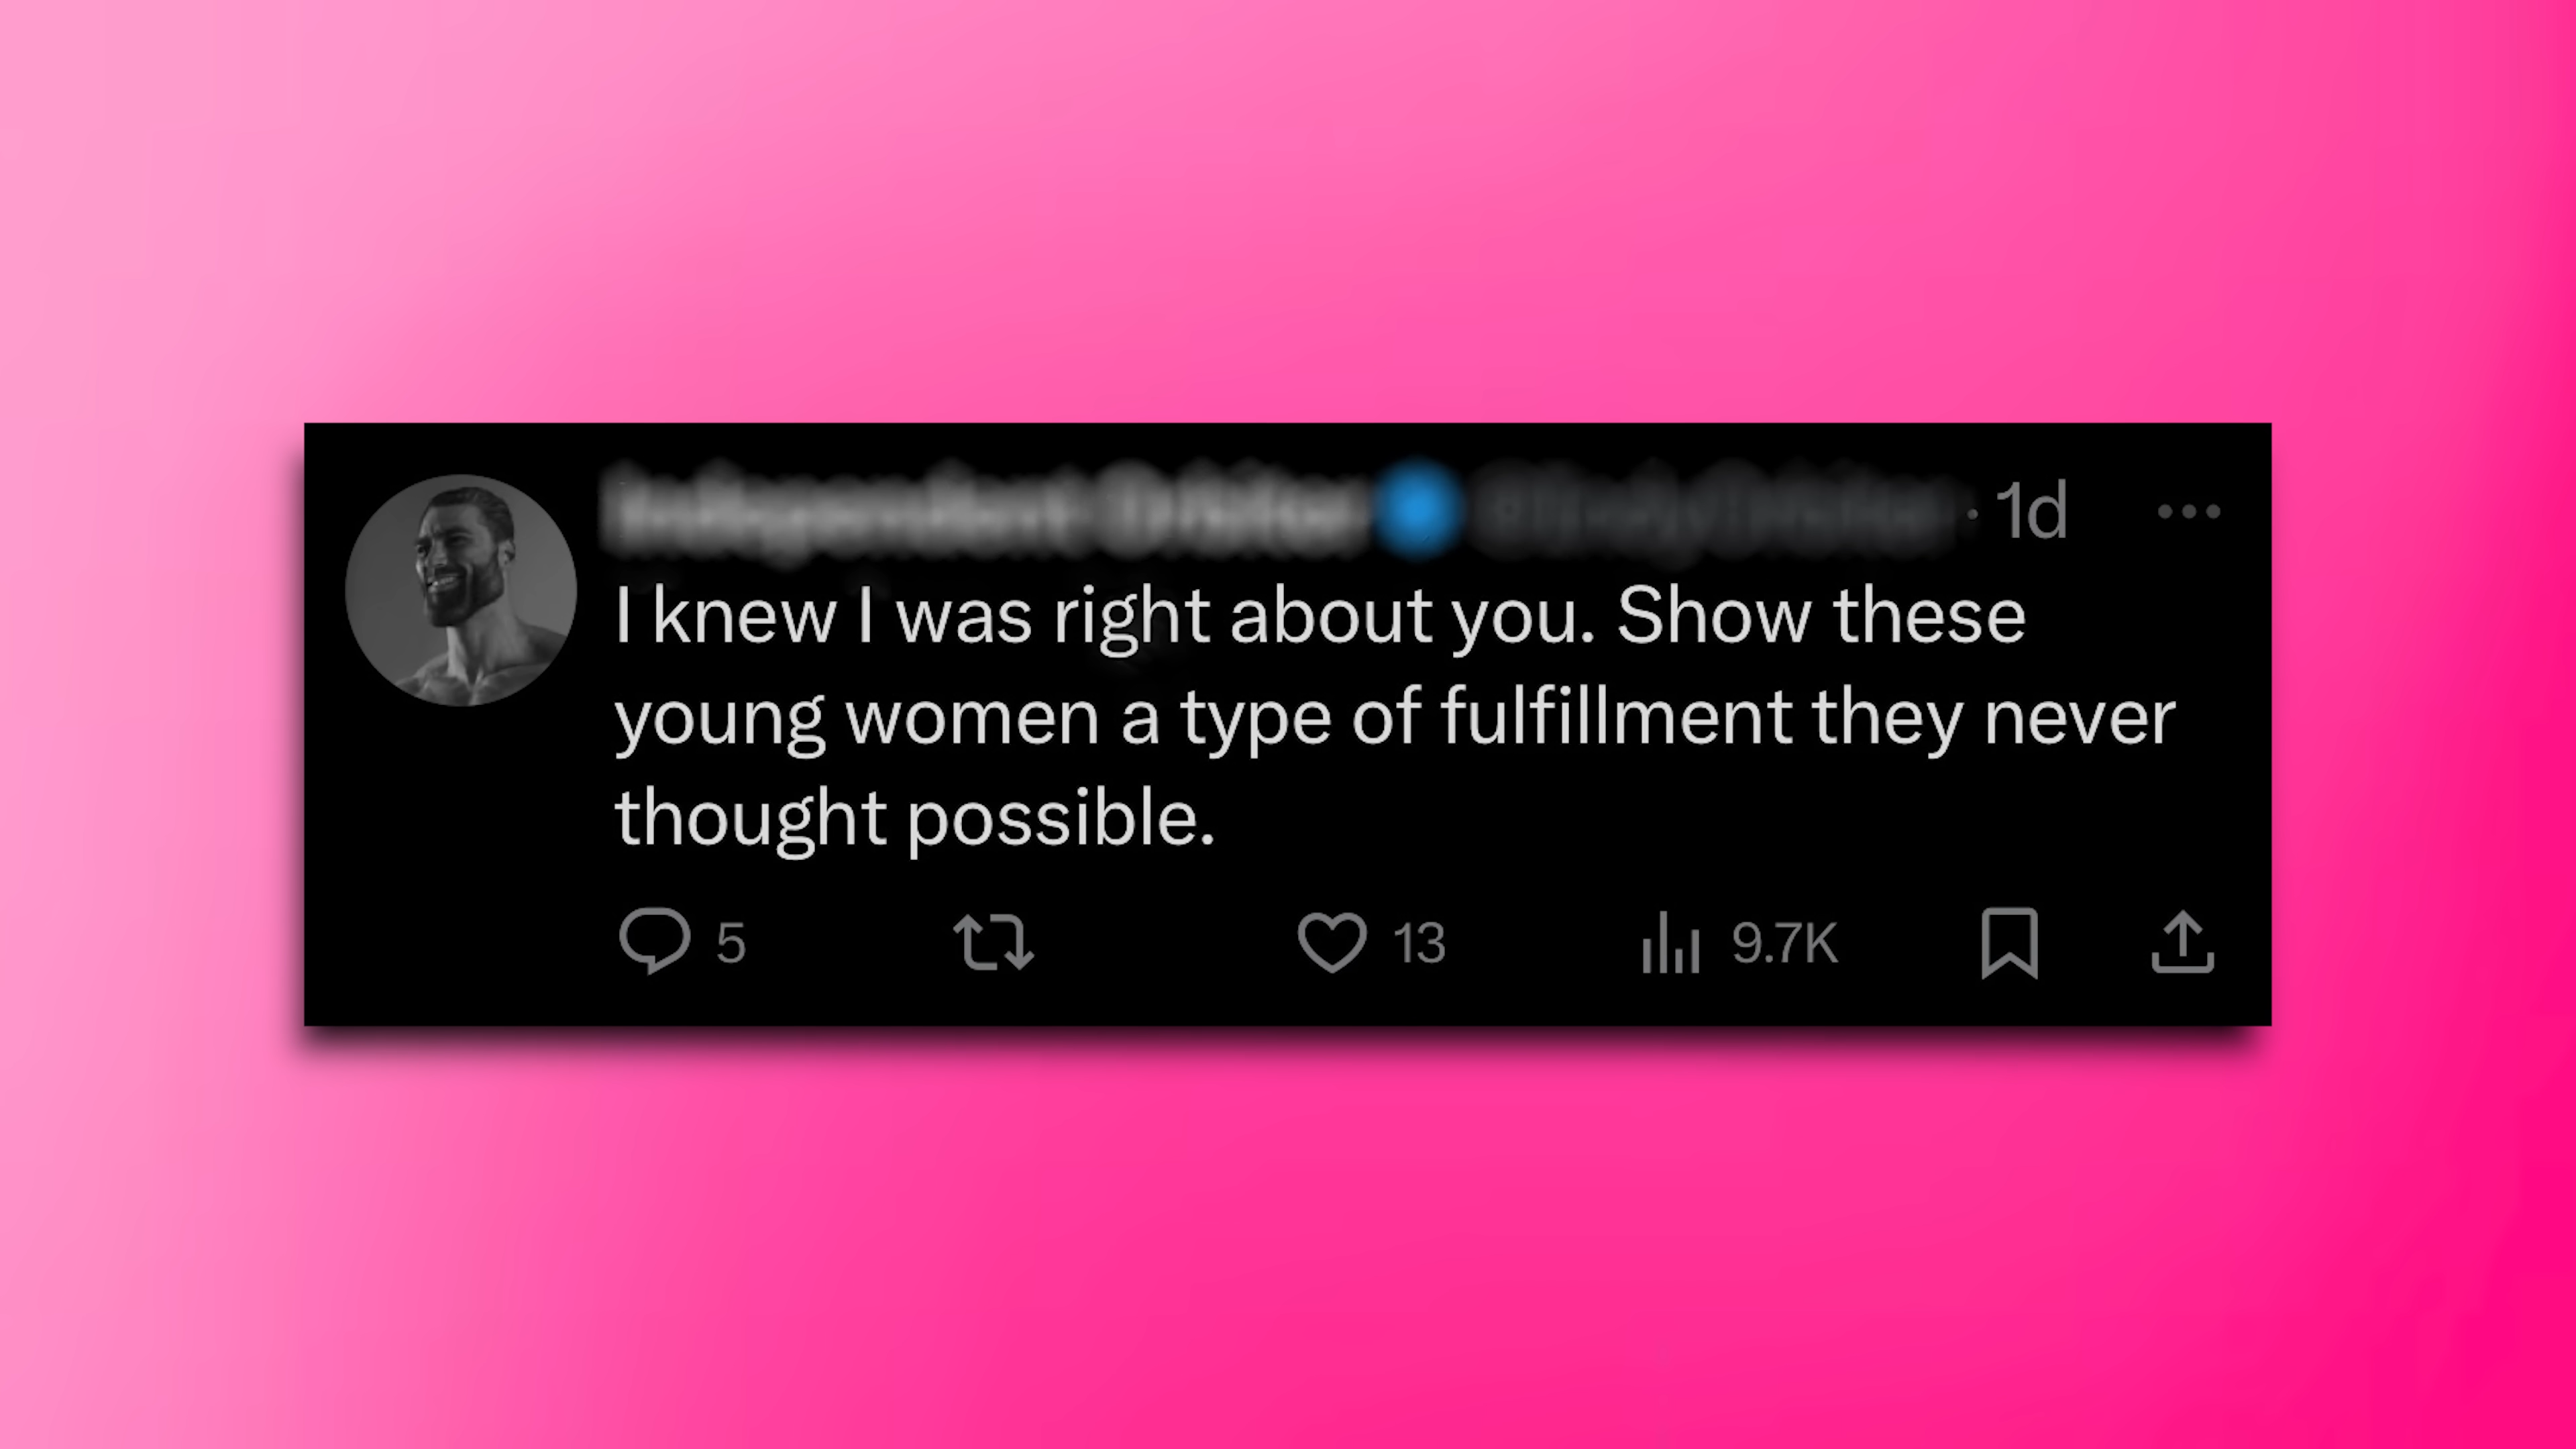 · 1d
I knew I was right about you. Show these
young women a type of fulfillment they never
thought possible.
5 13 9.7K